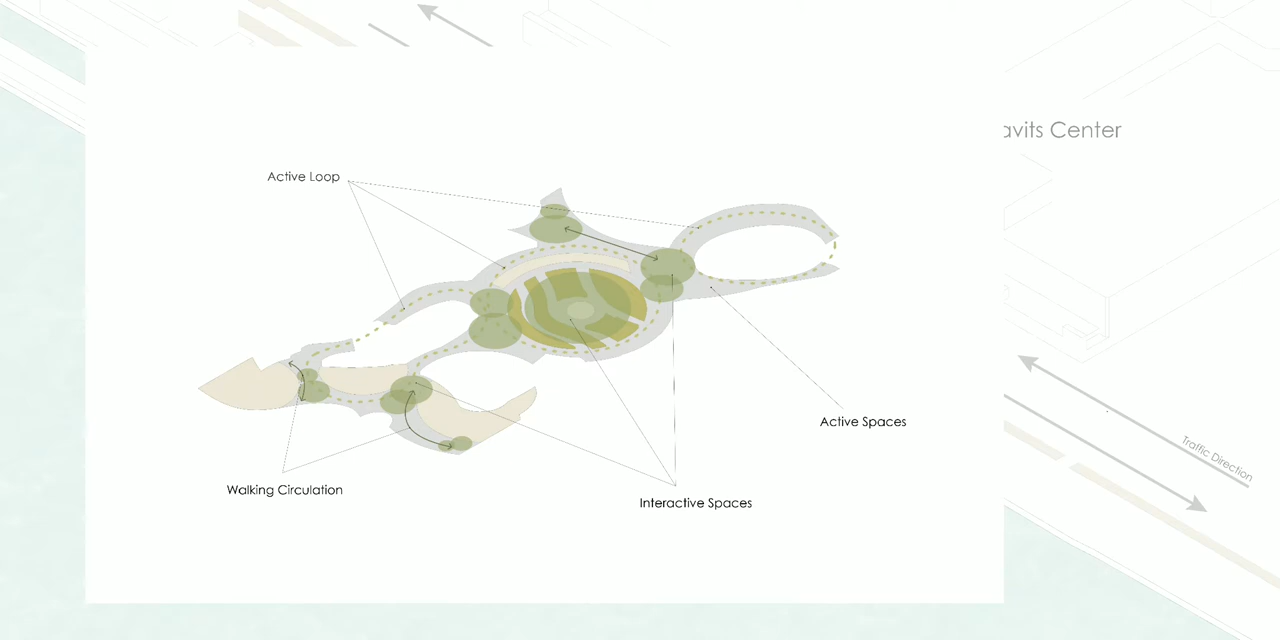 avits Center
Active Loop
Active Spaces
Traffic Direction
Walking Circulation
Interactive Spaces